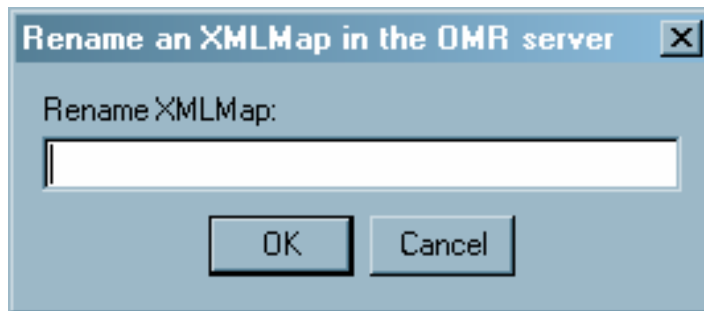 Rename an XMLMap in the OMR server
Rename XMLMap:
OK
Cancel